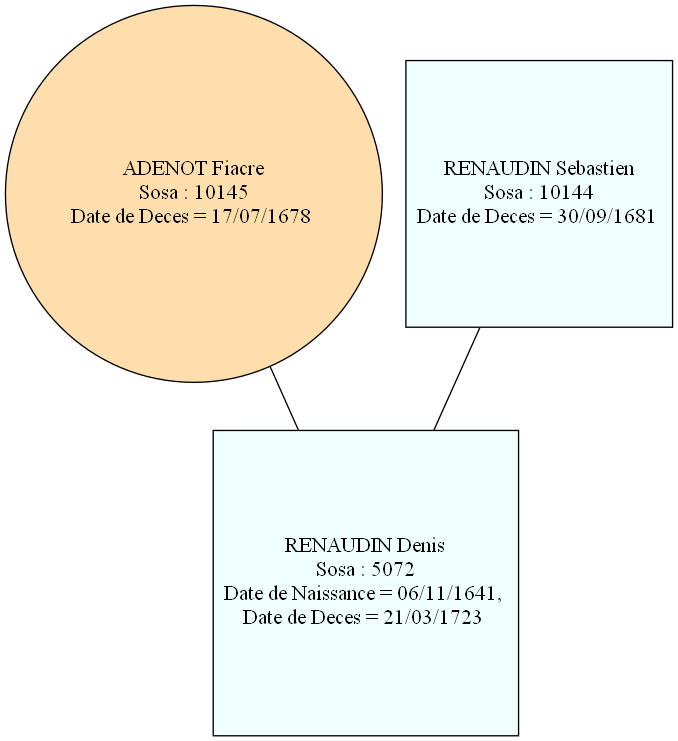 ADENOT Fiacre
Sosa : 10145
Date de Deces = 17/07/1678
RENAUDIN Sebastien
Sosa : 10144
Date de Deces = 30/09/1681
RENAUDIN Denis
Sosa : 5072
Date de Naissance = 06/11/1641,
Date de Deces = 21/03/1723